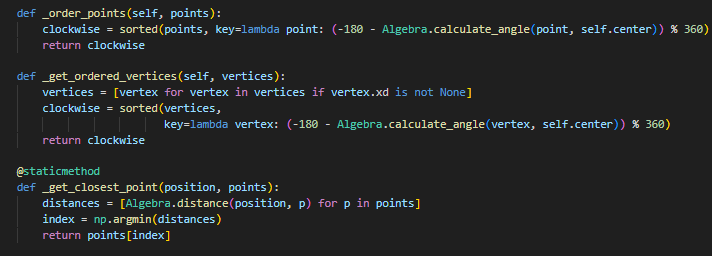 def _order_points(self, points):
    clockwise = sorted(points, key=lambda point: (-180 - Algebra.calculate_angle(point, self.center)) % 360)
    return clockwise
def _get_ordered_vertices(self, vertices):
    vertices = [vertex for vertex in vertices if vertex.xd is not None]
    clockwise = sorted(vertices,
                       key=lambda vertex: (-180 - Algebra.calculate_angle(vertex, self.center)) % 360)
    return clockwise
@staticmethod
def _get_closest_point(position, points):
    distances = [Algebra.distance(position, p) for p in points]
    index = np.argmin(distances)
    return points[index]